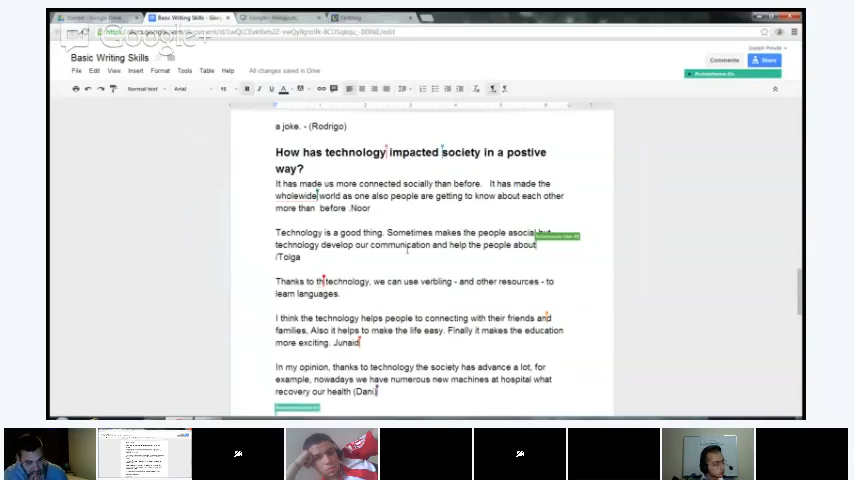 Basic Writing Skills
Google+
Basic Writing Skills
File Edit View Insert Format Tools Table Help All changes saved in Drive
Comments
Share
Normal text
Arial
a joke. - (Rodrigo)
How has technology impacted society in a postive
way?
It has made us more connected socially than before. It has made the
wholewide world as one also people are getting to know about each other
more than before .Noor
Technology is a good thing. Sometimes makes the people asocial but
technology develop our communication and help the people about
/Tolga
Thanks to th technology, we can use verbling - and other resources - to
learn languages.
I think the technology helps people to connecting with their friends and
families, Also it helps to make the life easy. Finally it makes the education
more exciting. Junaid
In my opinion, thanks to technology the society has advance a lot, for
example, nowadays we have numerous new machines at hospital what
recovery our health (Dani)